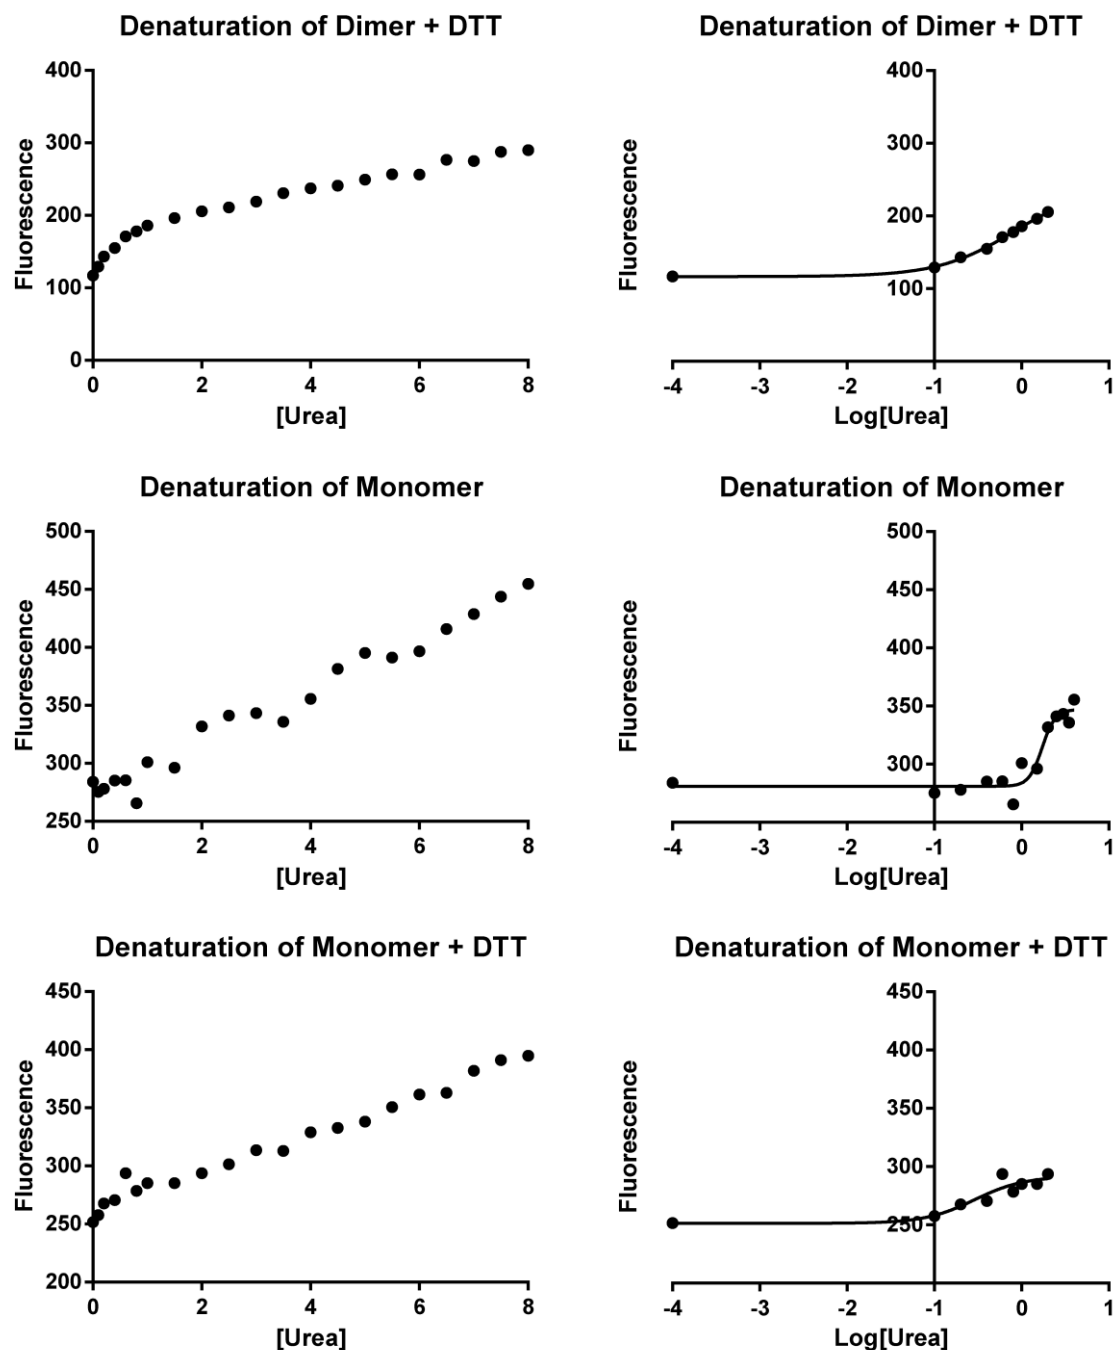 Denaturation of Dimer + DTT
Fluorescence
400
300
200
100
0
0 2 4 6 8
[Urea]
Denaturation of Dimer + DTT
Fluorescence
400
300
200
100
-4 -3 -2 -1 0 1
Log[Urea]
Denaturation of Monomer
Fluorescence
500
450
400
350
300
250
0 2 4 6 8
[Urea]
Denaturation of Monomer
Fluorescence
500
450
400
350
300
-4 -3 -2 -1 0 1
Log[Urea]
Denaturation of Monomer + DTT
Fluorescence
450
400
350
300
250
200
0 2 4 6 8
[Urea]
Denaturation of Monomer + DTT
Fluorescence
450
400
350
300
250
-4 -3 -2 -1 0 1
Log[Urea]